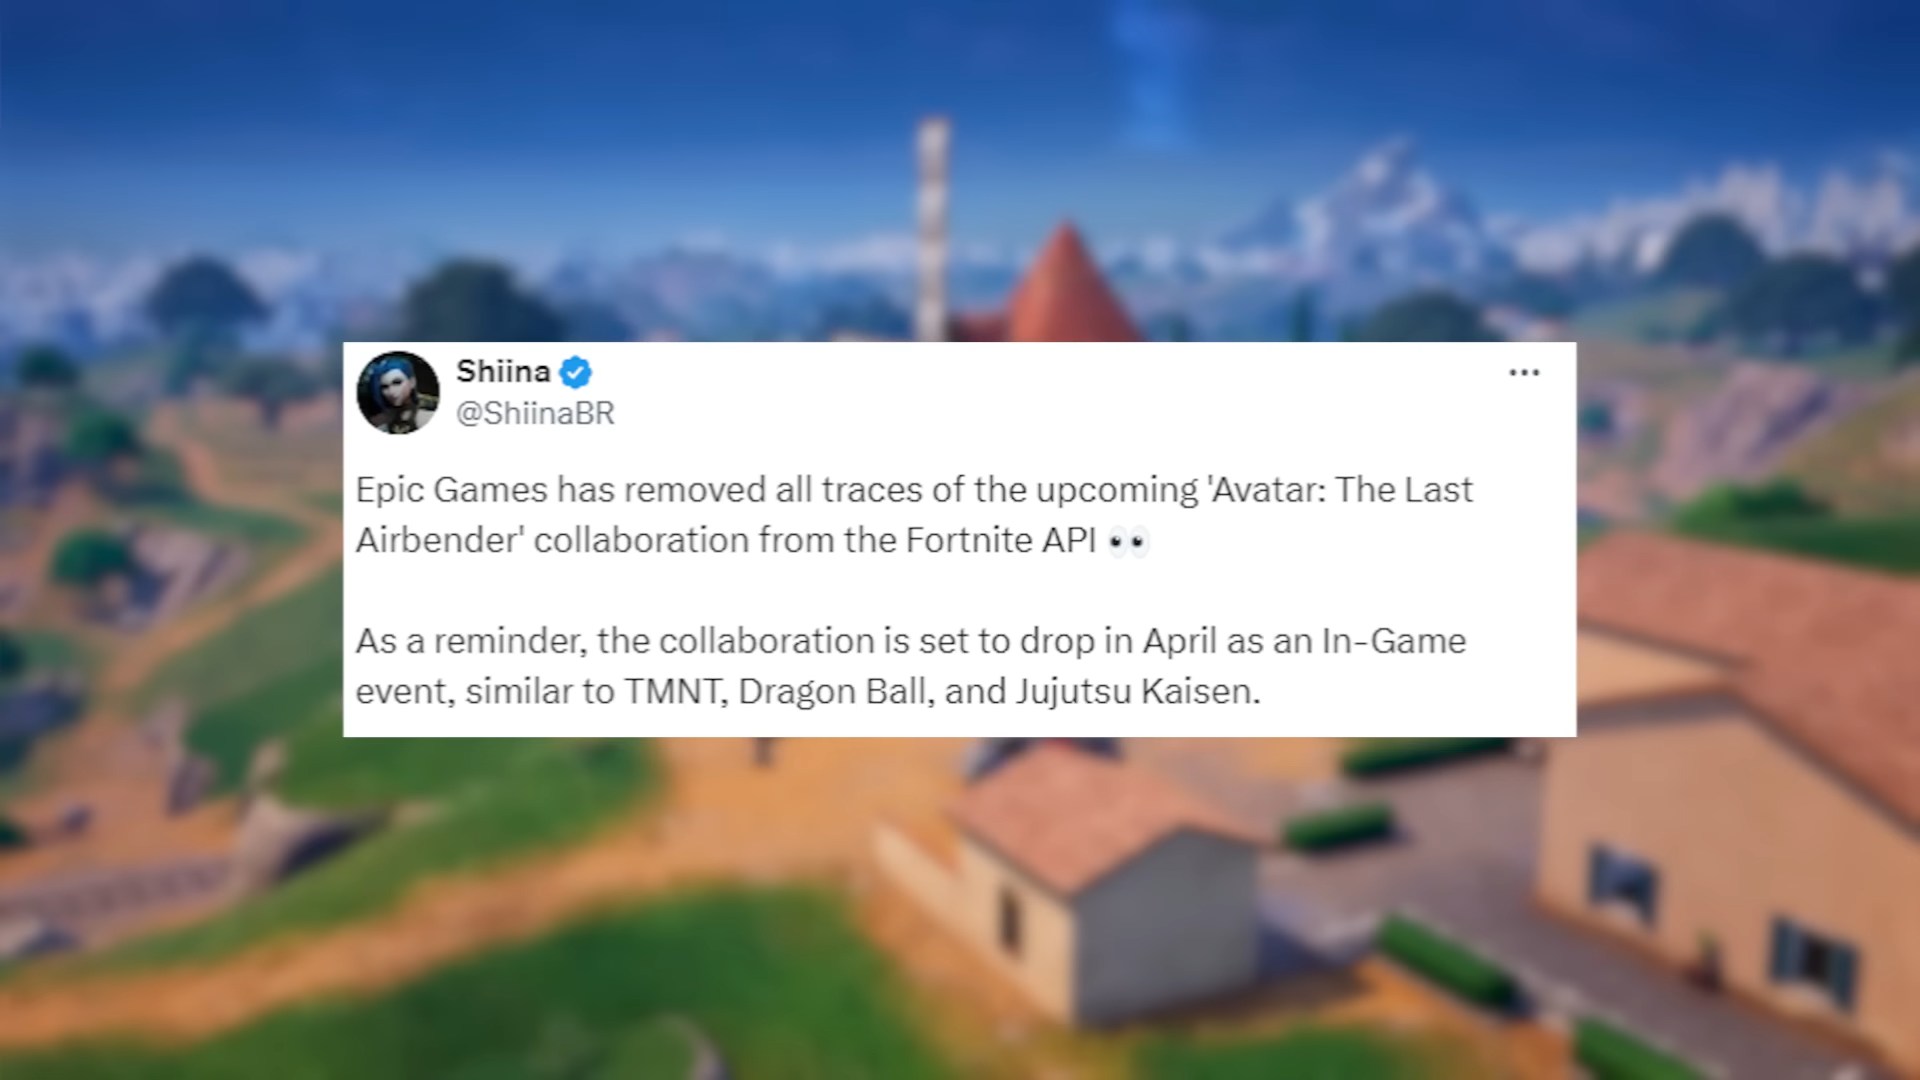 Shiina
@ShiinaBR
Epic Games has removed all traces of the upcoming 'Avatar: The Last
Airbender' collaboration from the Fortnite API 👀
As a reminder, the collaboration is set to drop in April as an In-Game
event, similar to TMNT, Dragon Ball, and Jujutsu Kaisen.